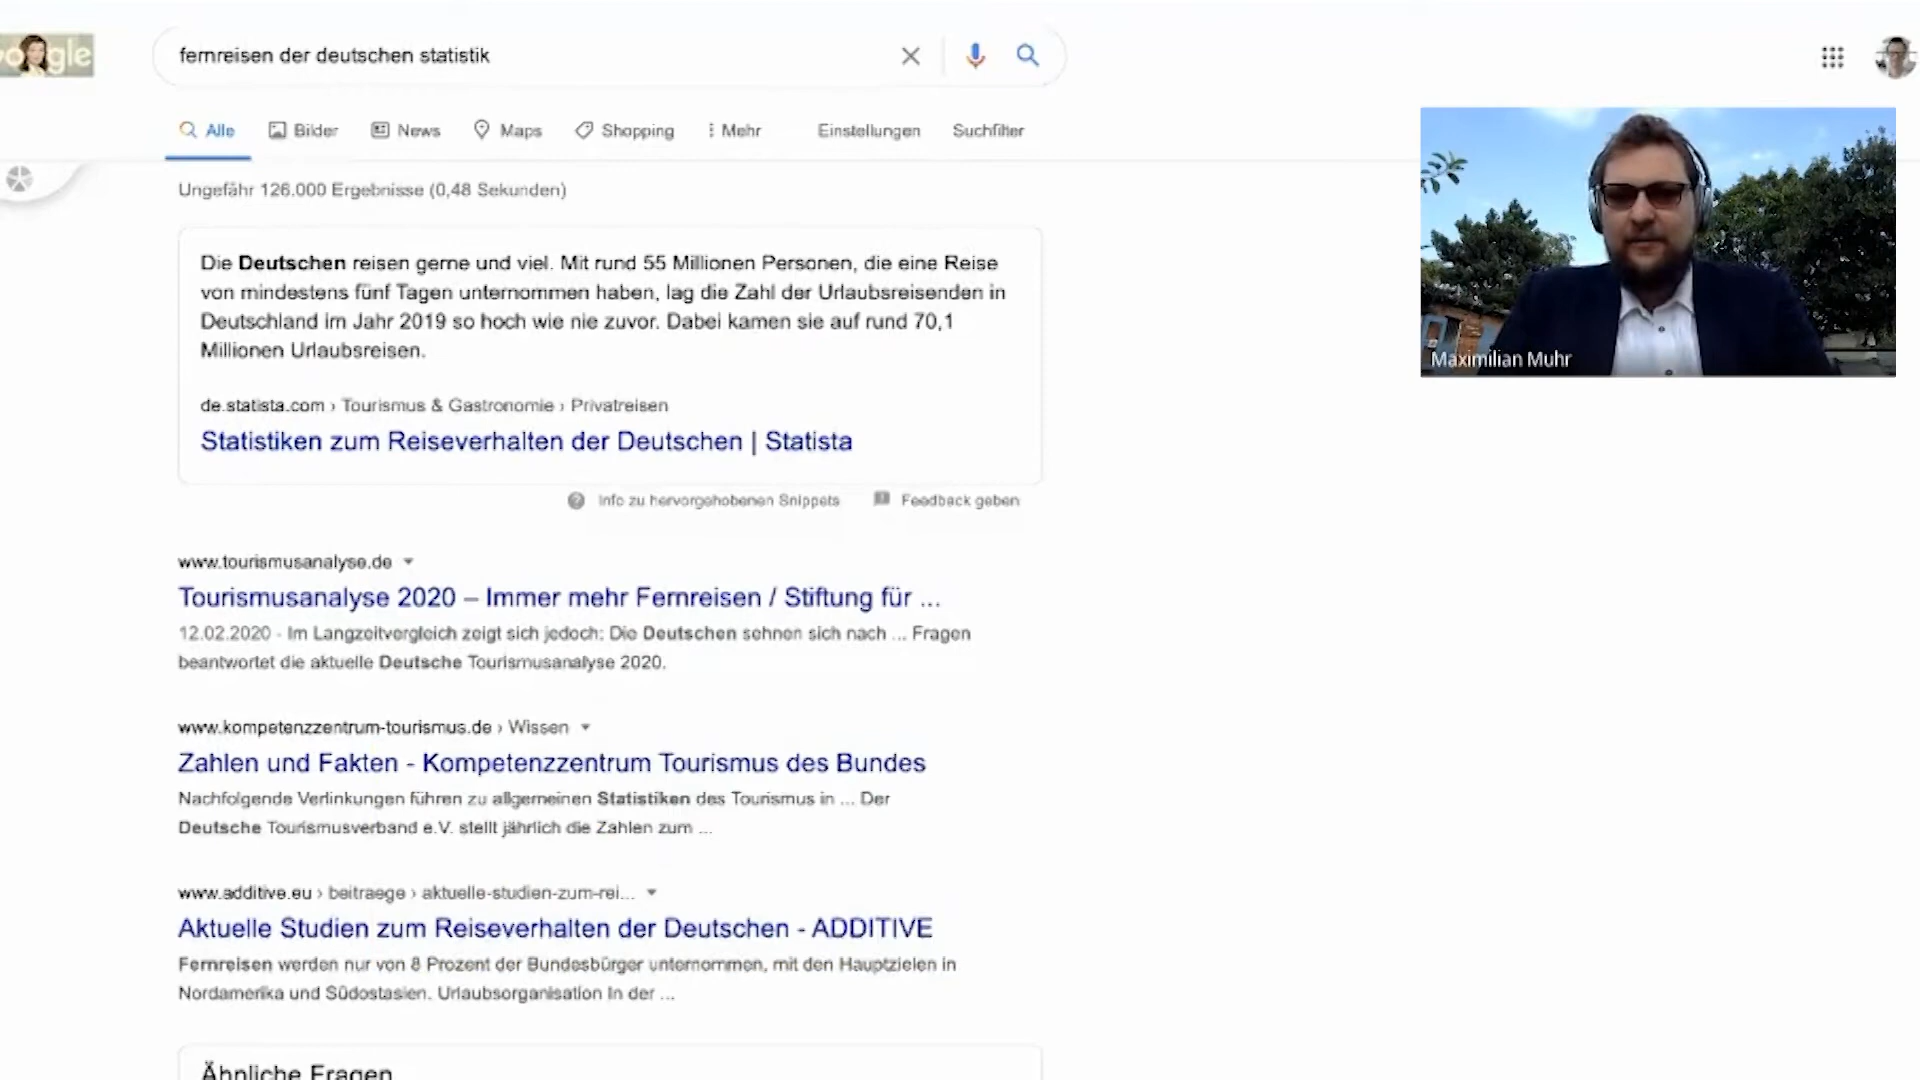 oogle
fernreisen der deutschen statistik
Alle Bilder News Maps Shopping Mehr Einstellungen Suchfilter
Ungefähr 126.000 Ergebnisse (0,48 Sekunden)
Die Deutschen reisen gerne und viel. Mit rund 55 Millionen Personen, die eine Reise
von mindestens fünf Tagen unternommen haben, lag die Zahl der Urlaubsreisenden in
Deutschland im Jahr 2019 so hoch wie nie zuvor. Dabei kamen sie auf rund 70,1
Millionen Urlaubsreisen.
de.statista.com › Tourismus & Gastronomie › Privatreisen
Statistiken zum Reiseverhalten der Deutschen | Statista
Info zu hervorgehobenen Snippets Feedback geben
www.tourismusanalyse.de
Tourismusanalyse 2020 – Immer mehr Fernreisen / Stiftung für ...
12.02.2020 - Im Langzeitvergleich zeigt sich jedoch: Die Deutschen sehnen sich nach ... Fragen
beantwortet die aktuelle Deutsche Tourismusanalyse 2020.
www.kompetenzzentrum-tourismus.de › Wissen
Zahlen und Fakten - Kompetenzzentrum Tourismus des Bundes
Nachfolgende Verlinkungen führen zu allgemeinen Statistiken des Tourismus in ... Der
Deutsche Tourismusverband e.V. stellt jährlich die Zahlen zum ...
www.additive.eu › beitraege › aktuelle-studien-zum-rei...
Aktuelle Studien zum Reiseverhalten der Deutschen - ADDITIVE
Fernreisen werden nur von 8 Prozent der Bundesbürger unternommen, mit den Hauptzielen in
Nordamerika und Südostasien. Urlaubsorganisation In der ...
Ähnliche Fragen
Maximilian Muhr